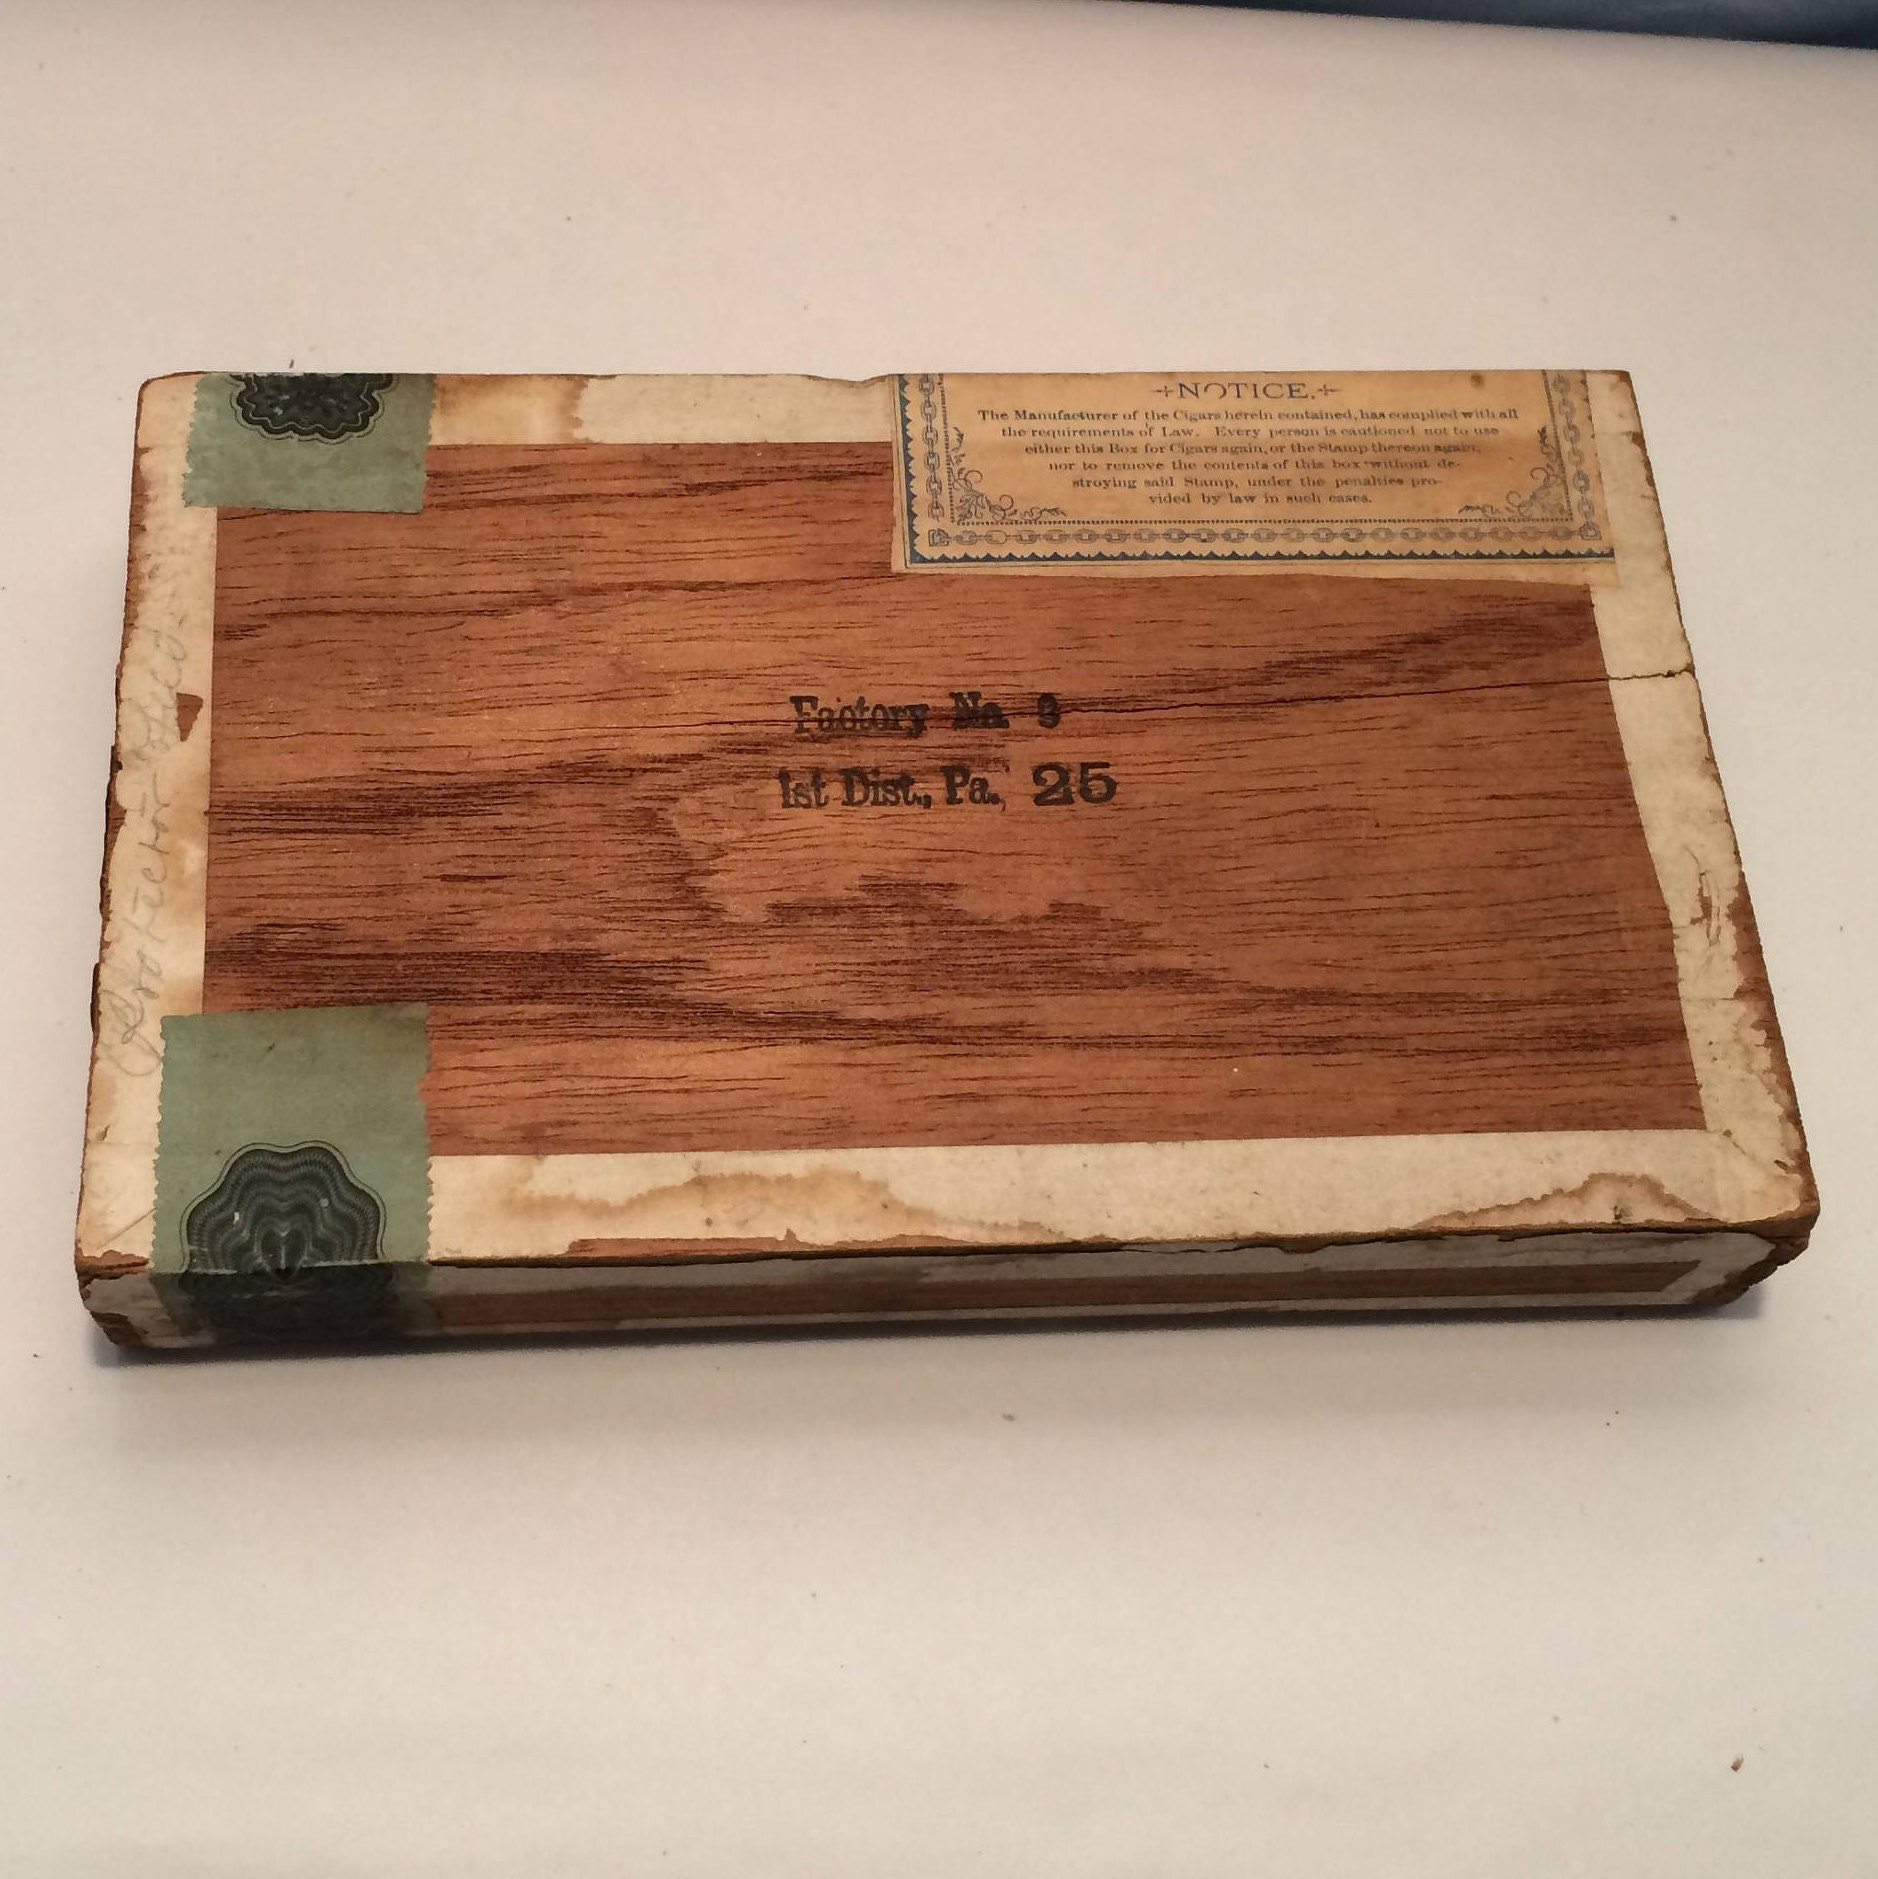 NOTICE.
The Manufacturer of the Cigars herein contained, has complied with all
the requirements of Law. Every person is cautioned not to use
either this Box for Cigars again, or the Stamp thereon again,
nor to remove the contents of this box without de-
stroying said Stamp, under the penalties pro-
vided by law in such cases.
Factory No. 9
1st Dist., Pa. 25